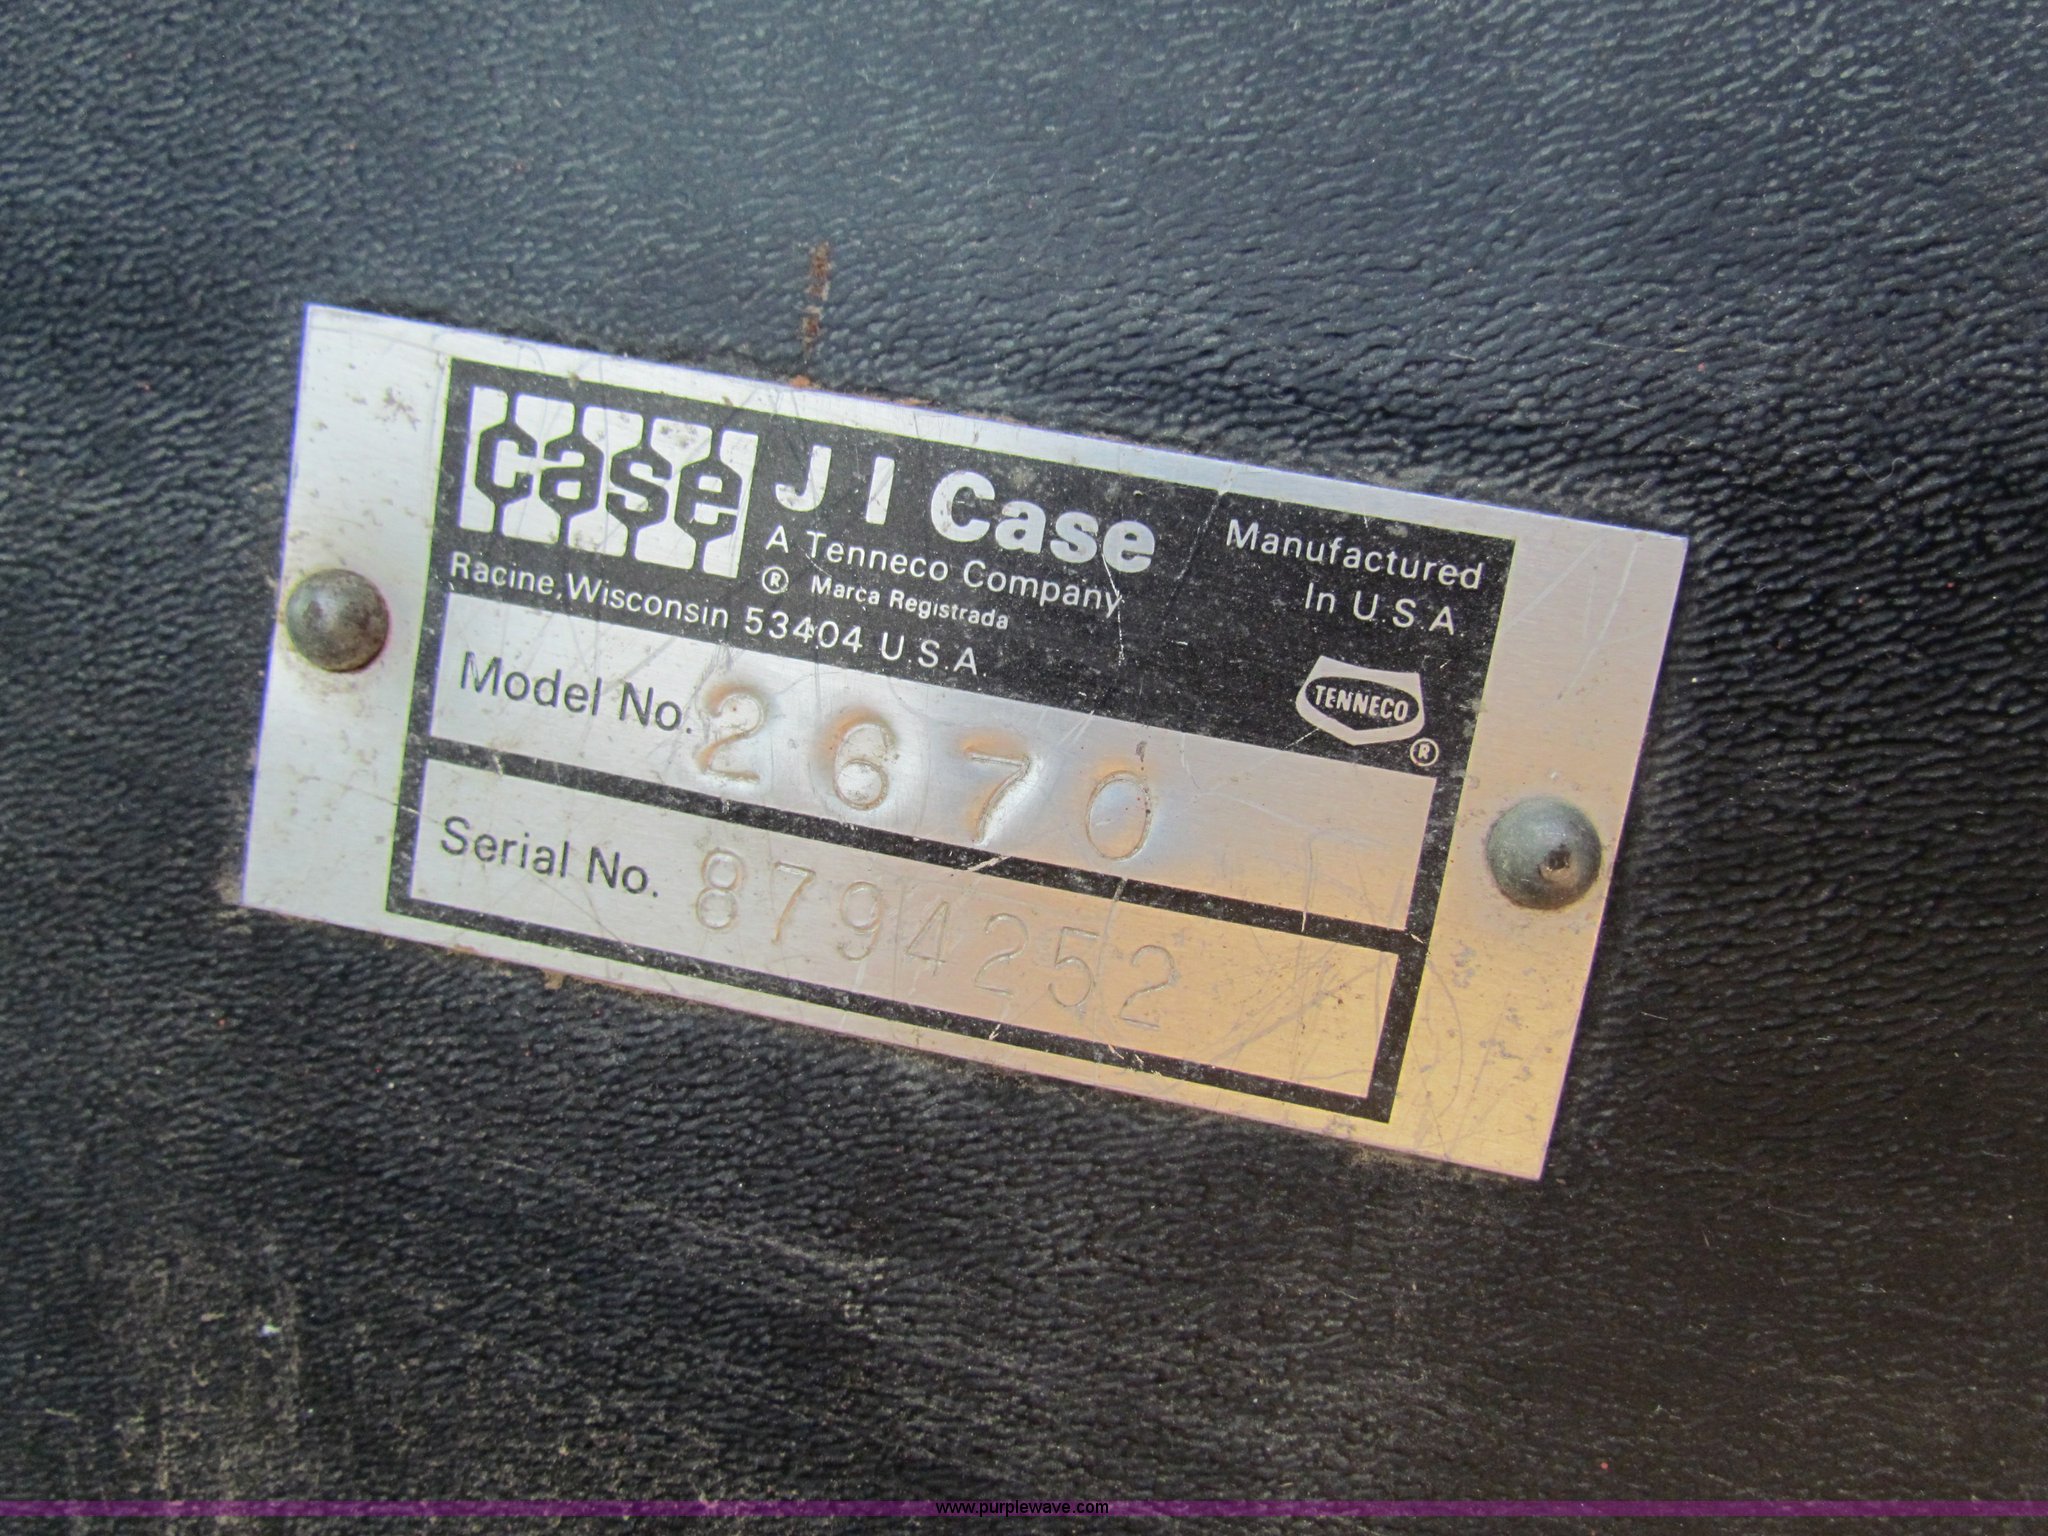 case J I Case
A Tenneco Company
® Marca Registrada
Racine, Wisconsin 53404 U.S.A.
Manufactured
In U.S.A.
TENNECO ®
Model No. 2670
Serial No. 8794252
www.purplewave.com